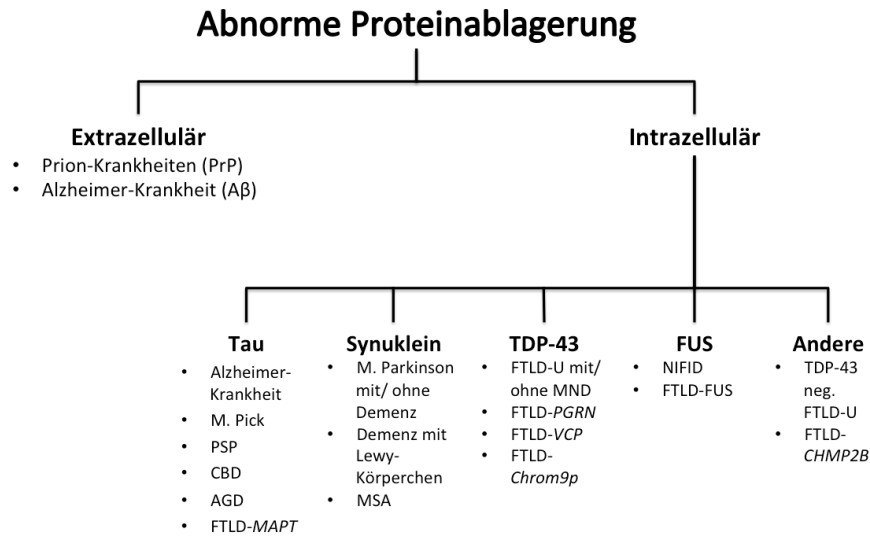 Abnorme Proteinablagerung
Extrazellulär
• Prion-Krankheiten (PrP)
• Alzheimer-Krankheit (Aβ)
Intrazellulär
Tau
• Alzheimer-
Krankheit
• M. Pick
• PSP
• CBD
• AGD
• FTLD-MAPT
Synuklein
• M. Parkinson
mit/ ohne
Demenz
• Demenz mit
Lewy-
Körperchen
• MSA
TDP-43
• FTLD-U mit/
ohne MND
• FTLD-PGRN
• FTLD-VCP
• FTLD-
Chrom9p
FUS
• NIFID
• FTLD-FUS
Andere
• TDP-43
neg.
FTLD-U
• FTLD-
CHMP2B